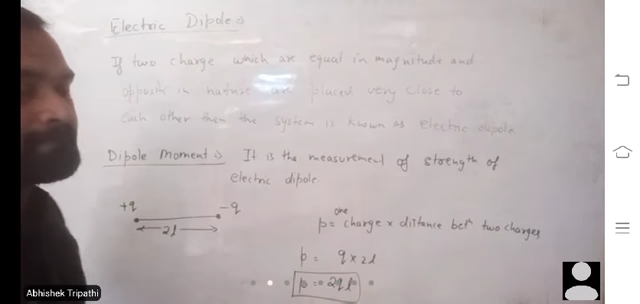 Electric Dipole:
If two charge which are equal in magnitude and
opposite in nature are placed very close to
each other then the system is known as electric dipole
Dipole Moment: It is the measurement of strength of
electric dipole.
+q -q
2l
one
p = charge x distance betn two charges
p = q x 2l
p = 2ql
Abhishek Tripathi